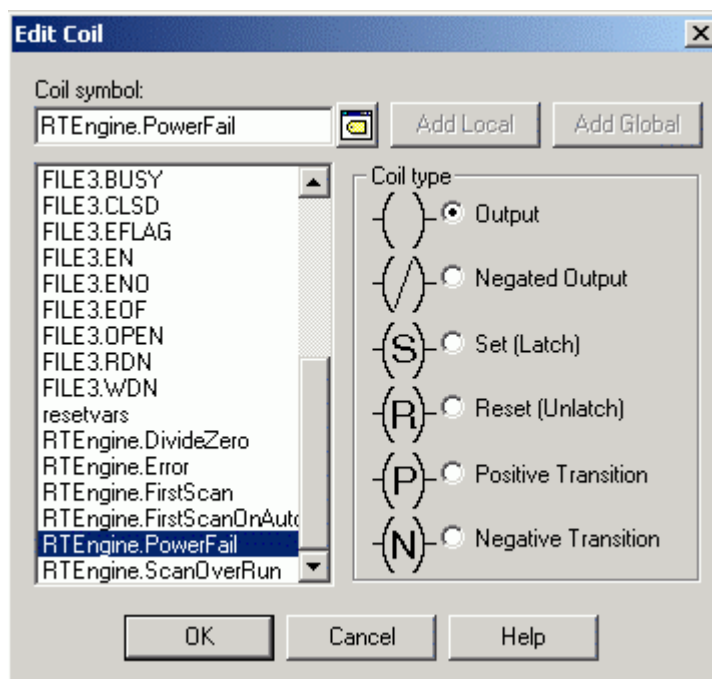 Edit Coil
Coil symbol:
RTEngine.PowerFail
Add Local
Add Global
FILE3.BUSY
FILE3.CLSD
FILE3.EFLAG
FILE3.EN
FILE3.ENO
FILE3.EOF
FILE3.OPEN
FILE3.RDN
FILE3.WDN
resetvars
RTEngine.DivideZero
RTEngine.Error
RTEngine.FirstScan
RTEngine.FirstScanOnAuto
RTEngine.PowerFail
RTEngine.ScanOverRun
Coil type
Output
Negated Output
S
Set (Latch)
R
Reset (Unlatch)
P
Positive Transition
N
Negative Transition
OK
Cancel
Help